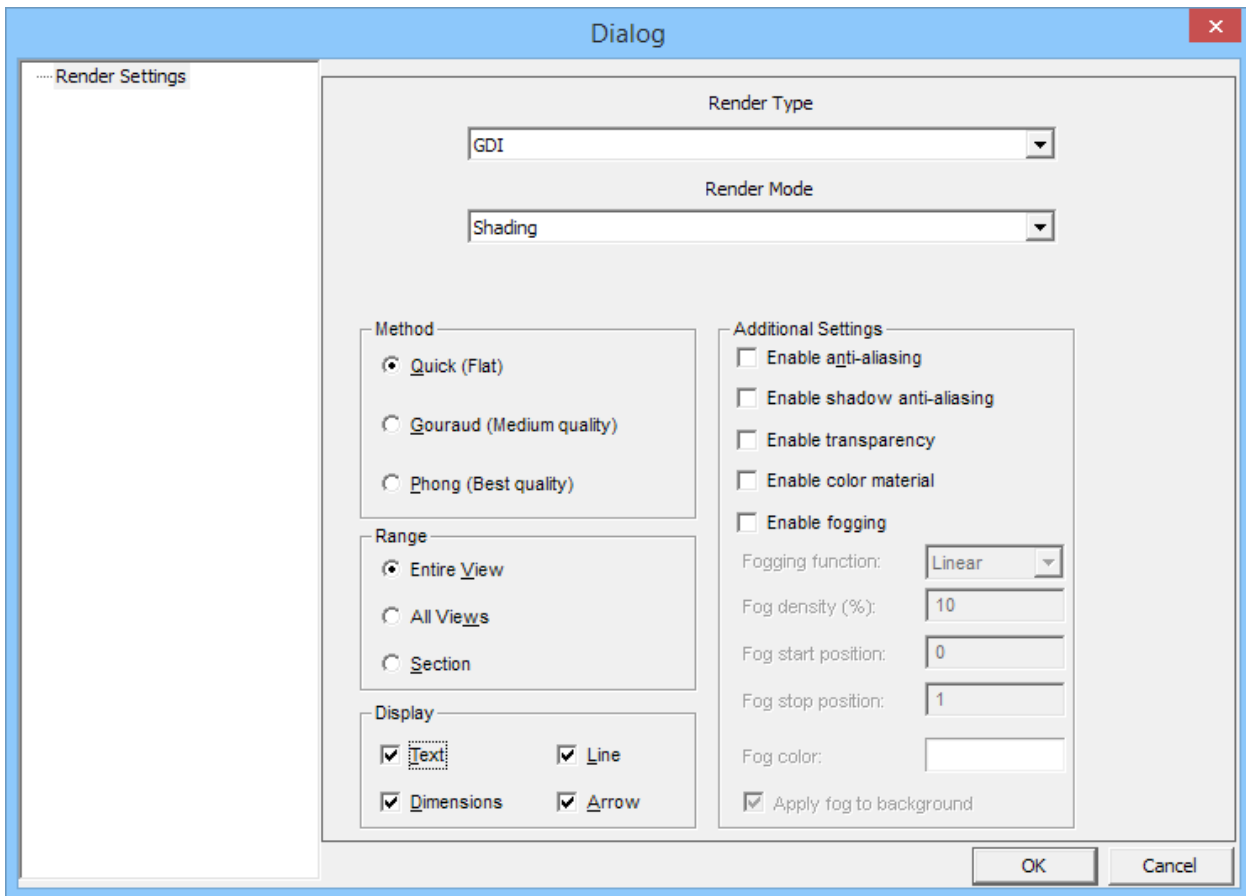 Dialog
Render Settings
Render Type
GDI
Render Mode
Shading
Method
Quick (Flat)
Gouraud (Medium quality)
Phong (Best quality)
Range
Entire View
All Views
Section
Display
Text
Line
Dimensions
Arrow
Additional Settings
Enable anti-aliasing
Enable shadow anti-aliasing
Enable transparency
Enable color material
Enable fogging
Fogging function: Linear
Fog density (%): 10
Fog start position: 0
Fog stop position: 1
Fog color:
Apply fog to background
OK
Cancel